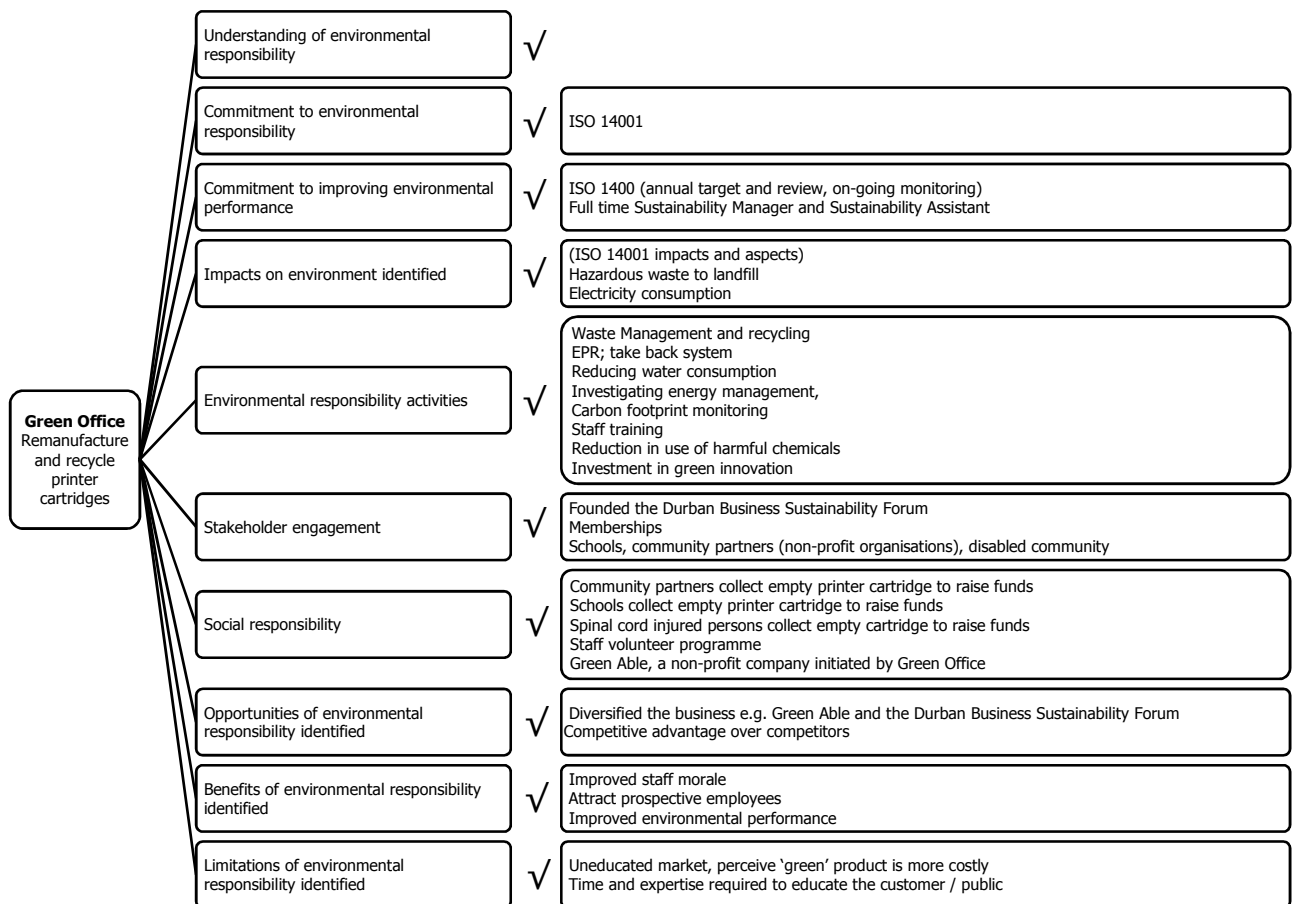 Green Office
Remanufacture
and recycle
printer
cartridges
Understanding of environmental
responsibility
√
Commitment to environmental
responsibility
√
ISO 14001
Commitment to improving environmental
performance
√
ISO 1400 (annual target and review, on-going monitoring)
Full time Sustainability Manager and Sustainability Assistant
Impacts on environment identified
√
(ISO 14001 impacts and aspects)
Hazardous waste to landfill
Electricity consumption
Environmental responsibility activities
√
Waste Management and recycling
EPR; take back system
Reducing water consumption
Investigating energy management,
Carbon footprint monitoring
Staff training
Reduction in use of harmful chemicals
Investment in green innovation
Stakeholder engagement
√
Founded the Durban Business Sustainability Forum
Memberships
Schools, community partners (non-profit organisations), disabled community
Social responsibility
√
Community partners collect empty printer cartridge to raise funds
Schools collect empty printer cartridge to raise funds
Spinal cord injured persons collect empty cartridge to raise funds
Staff volunteer programme
Green Able, a non-profit company initiated by Green Office
Opportunities of environmental
responsibility identified
√
Diversified the business e.g. Green Able and the Durban Business Sustainability Forum
Competitive advantage over competitors
Benefits of environmental responsibility
identified
√
Improved staff morale
Attract prospective employees
Improved environmental performance
Limitations of environmental
responsibility identified
√
Uneducated market, perceive ‘green’ product is more costly
Time and expertise required to educate the customer / public